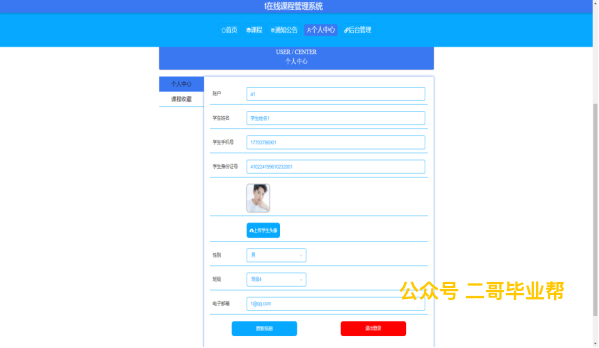 t在线课程管理系统
首页
课程
通知公告
个人中心
后台管理
USER / CENTER
个人中心
个人中心
课程收藏
账户
学生姓名
学生姓名1
学生手机号
17703786901
学生身份证号
上传学生头像
性别
男
班级
班级4
电子邮箱
1@qq.com
更新信息
退出登录
公众号 二哥毕业帮